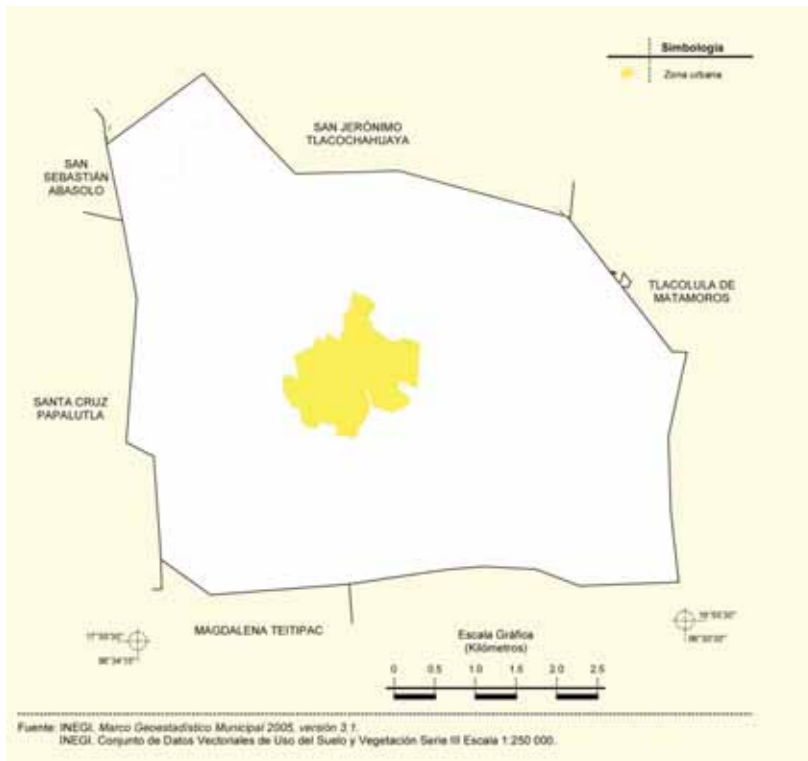 Simbología
Zona urbana
SAN JERÓNIMO
TLACOCHAHUAYA
SAN
SEBASTIÁN
ABASOLO
TLACOLULA DE
MATAMOROS
SANTA CRUZ
PAPALUTLA
MAGDALENA TEITIPAC
Escala Gráfica
(Kilómetros)
0 0.5 1.0 1.5 2.0 2.5
Fuente: INEGI. Marco Geoestadístico Municipal 2005, versión 3.1.
INEGI. Conjunto de Datos Vectoriales de Uso del Suelo y Vegetación Serie III Escala 1:250 000.